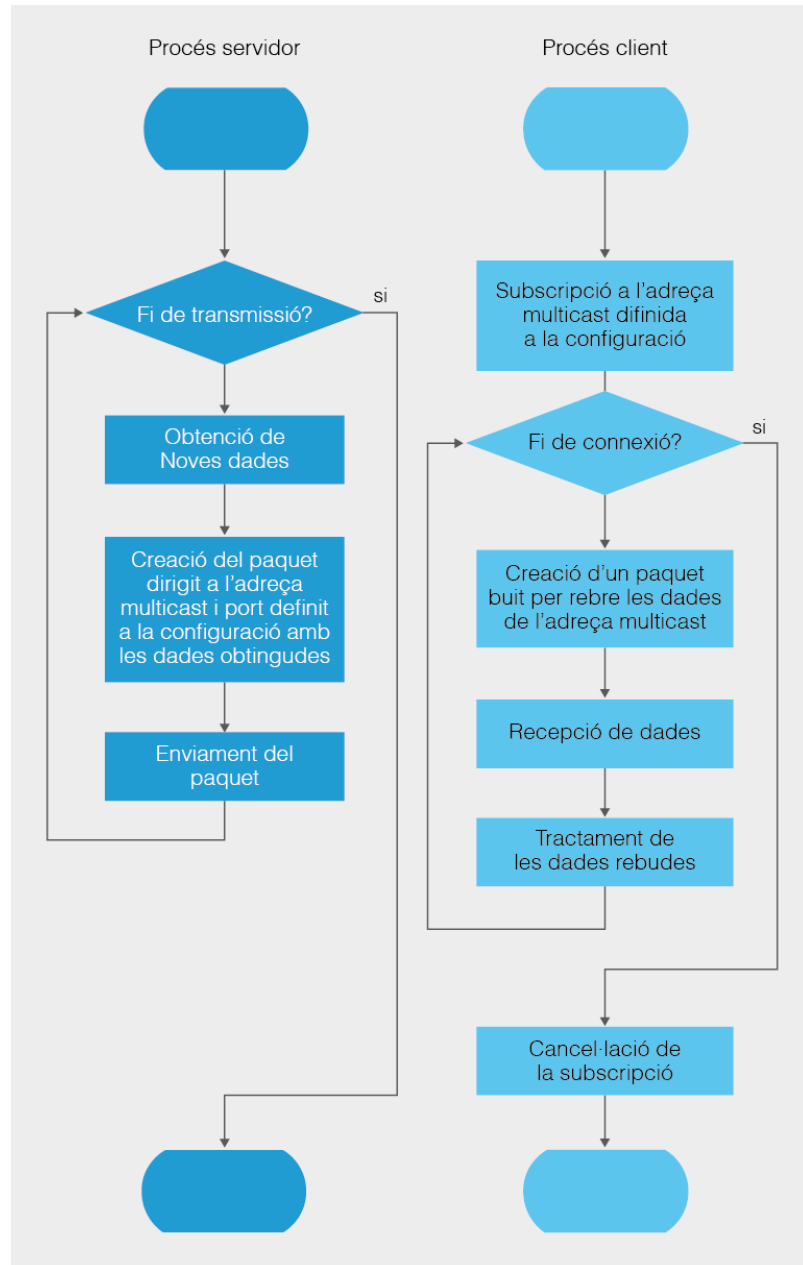 Procés servidor
Fi de transmissió?
si
Obtenció de
Noves dades
Creació del paquet
dirigit a l'adreça
multicast i port definit
a la configuració amb
les dades obtingudes
Enviament del
paquet
Procés client
Subscripció a l'adreça
multicast difinida
a la configuració
Fi de connexió?
si
Creació d'un paquet
buit per rebre les dades
de l'adreça multicast
Recepció de dades
Tractament de
les dades rebudes
Cancel·lació de
la subscripció